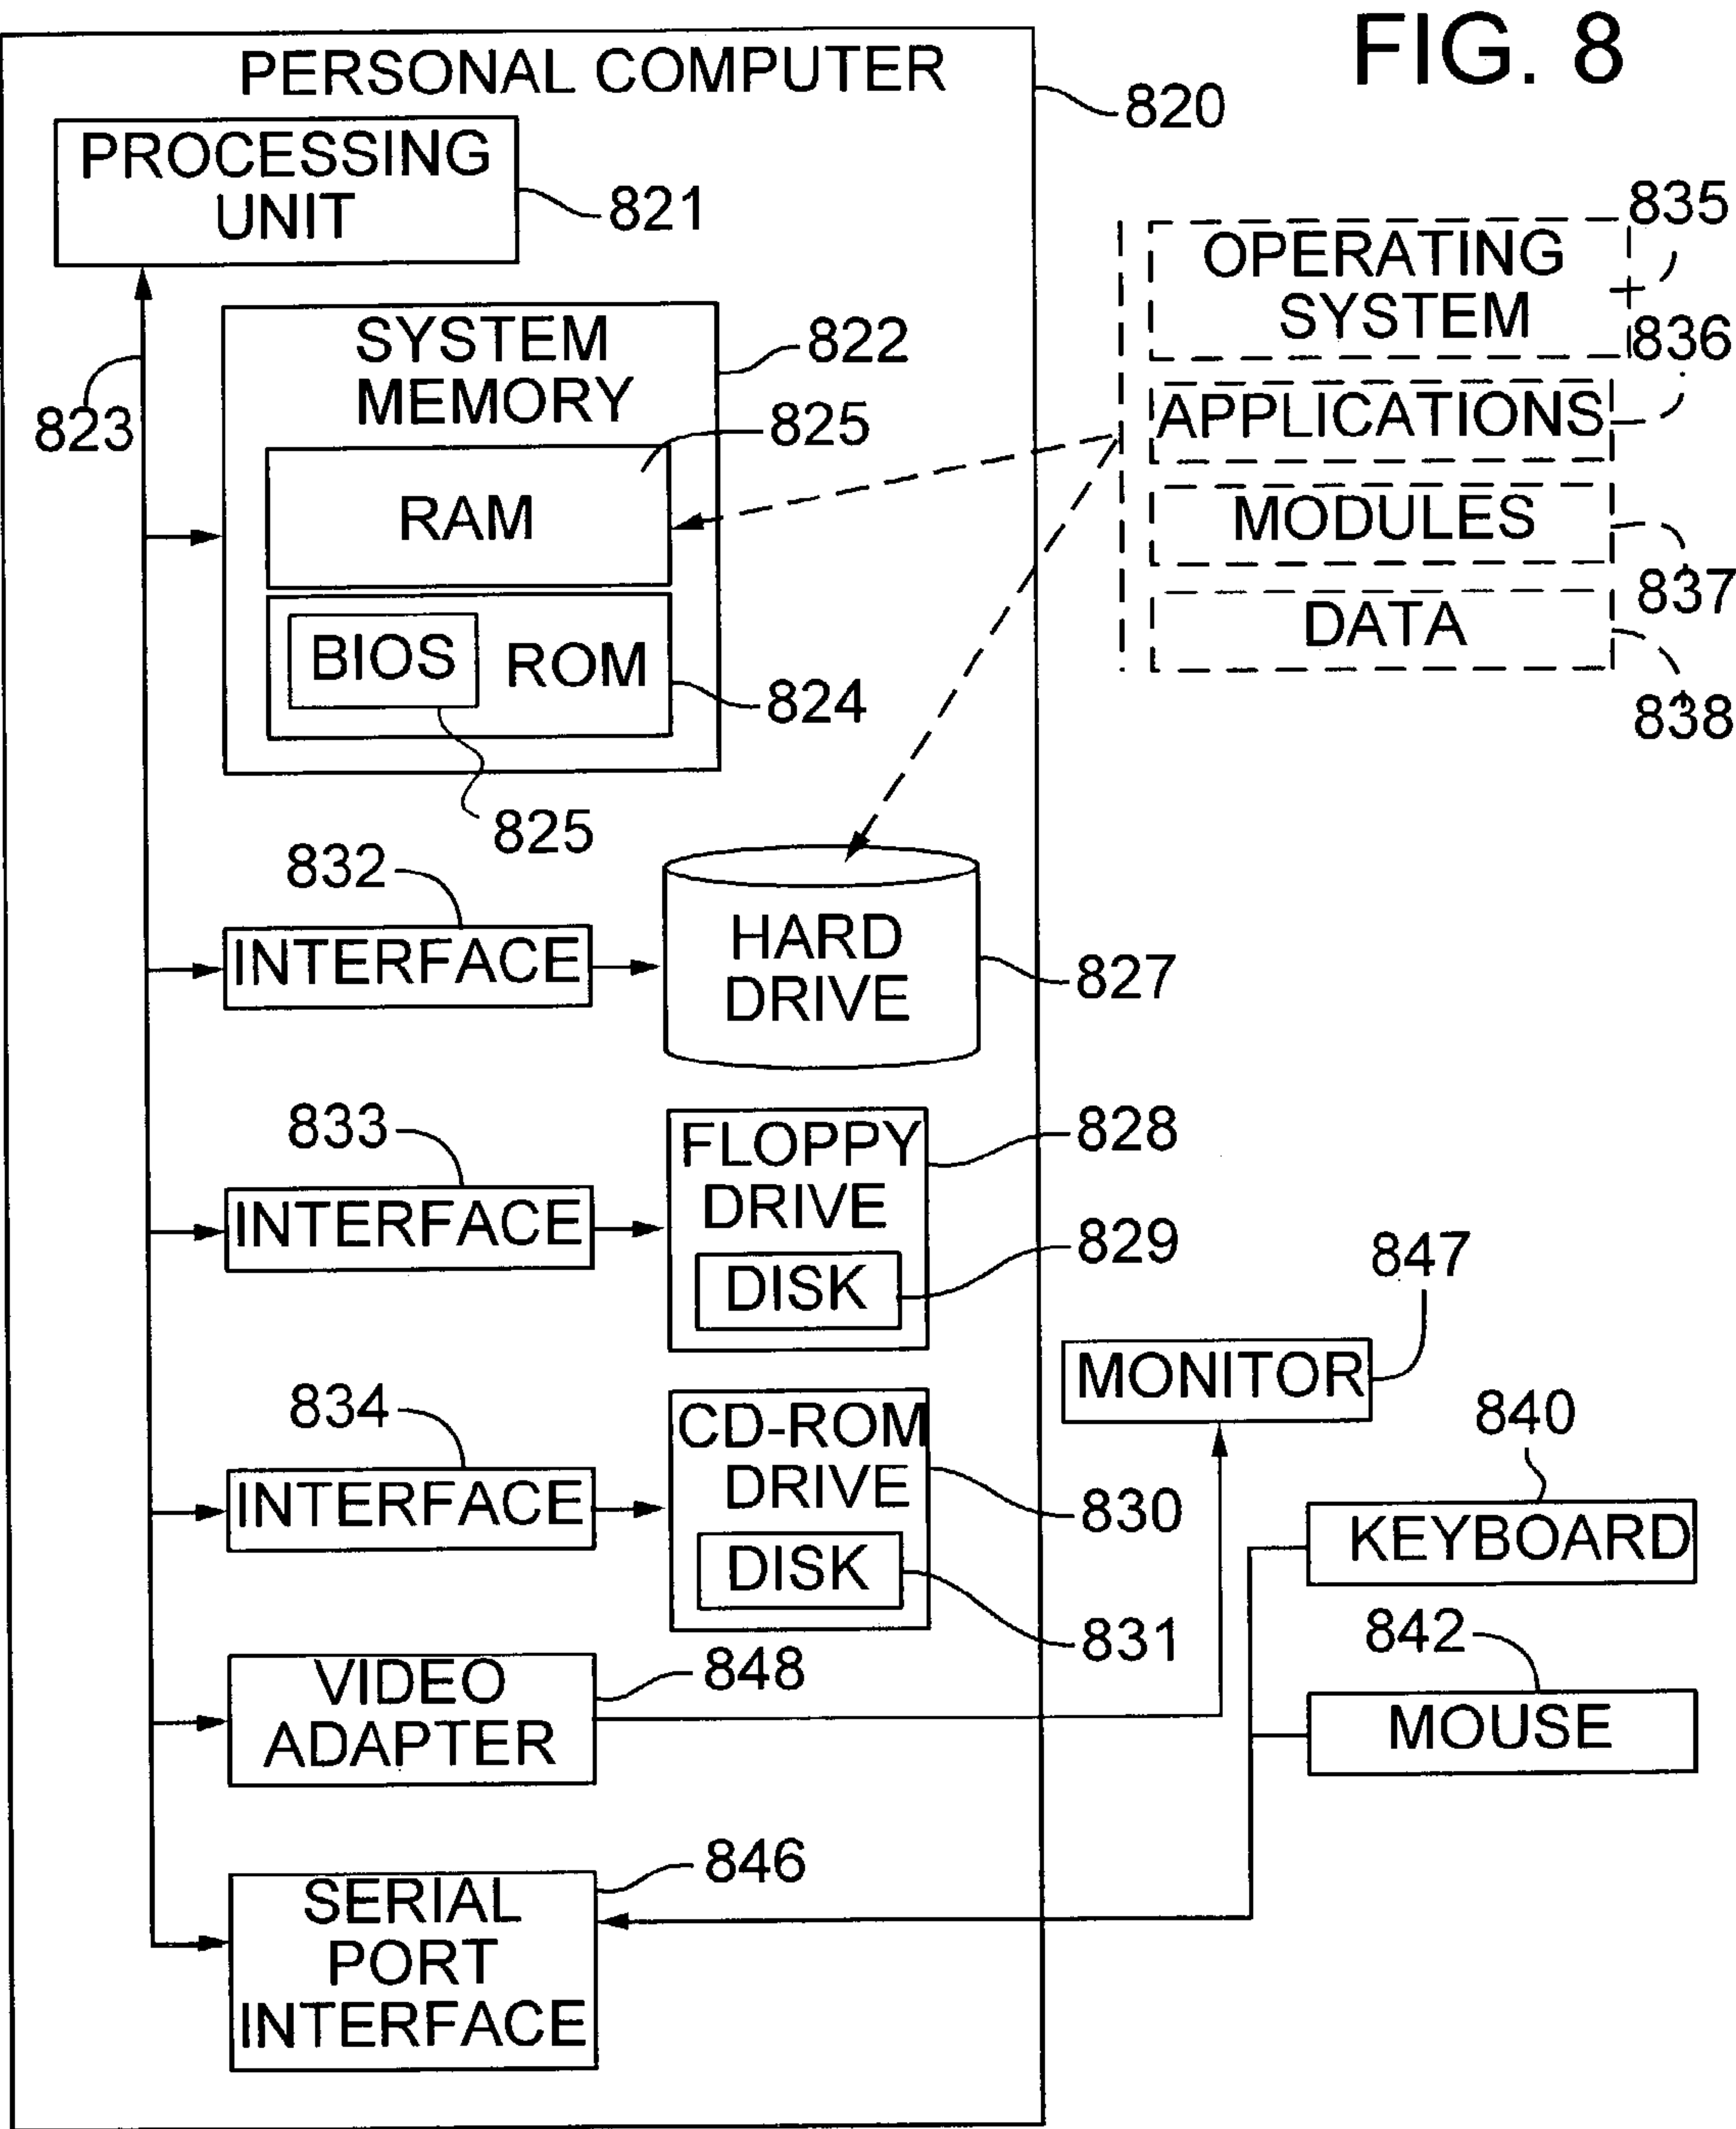 FIG. 8
PERSONAL COMPUTER
820
PROCESSING
UNIT
821
823
SYSTEM
MEMORY
822
825
RAM
BIOS
ROM
824
825
835
OPERATING
SYSTEM
836
APPLICATIONS
MODULES
837
DATA
838
832
INTERFACE
HARD
DRIVE
827
833
INTERFACE
FLOPPY
DRIVE
828
DISK
829
834
INTERFACE
CD-ROM
DRIVE
830
DISK
831
847
MONITOR
840
KEYBOARD
842
MOUSE
VIDEO
ADAPTER
848
SERIAL
PORT
INTERFACE
846